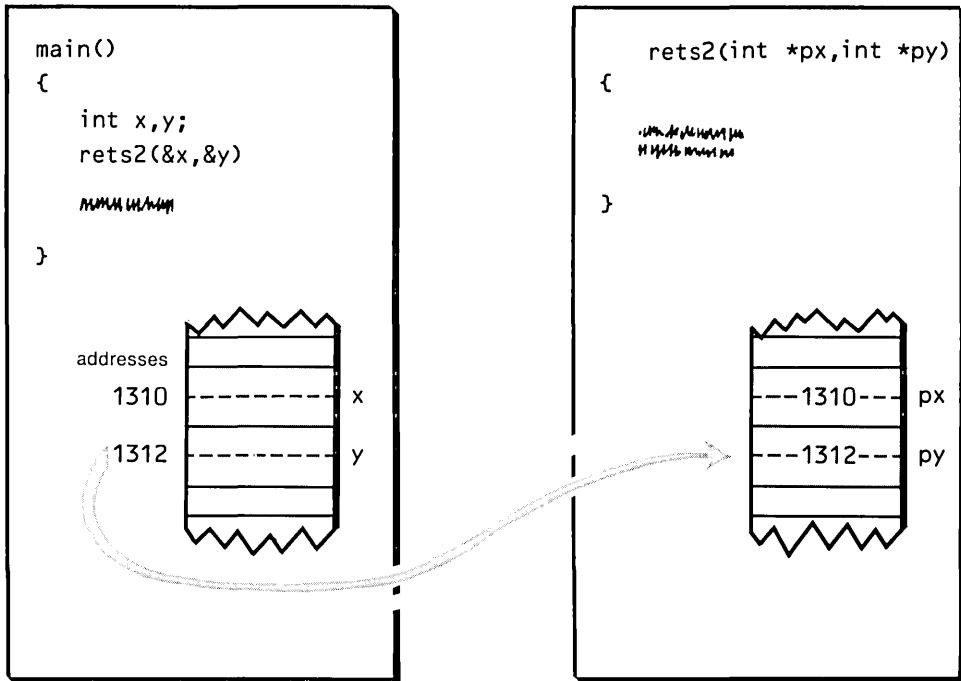 main()
{
int x,y;
rets2(&x,&y)
}
addresses
1310
x
1312
y
rets2(int *px,int *py)
{
}
1310
px
1312
py